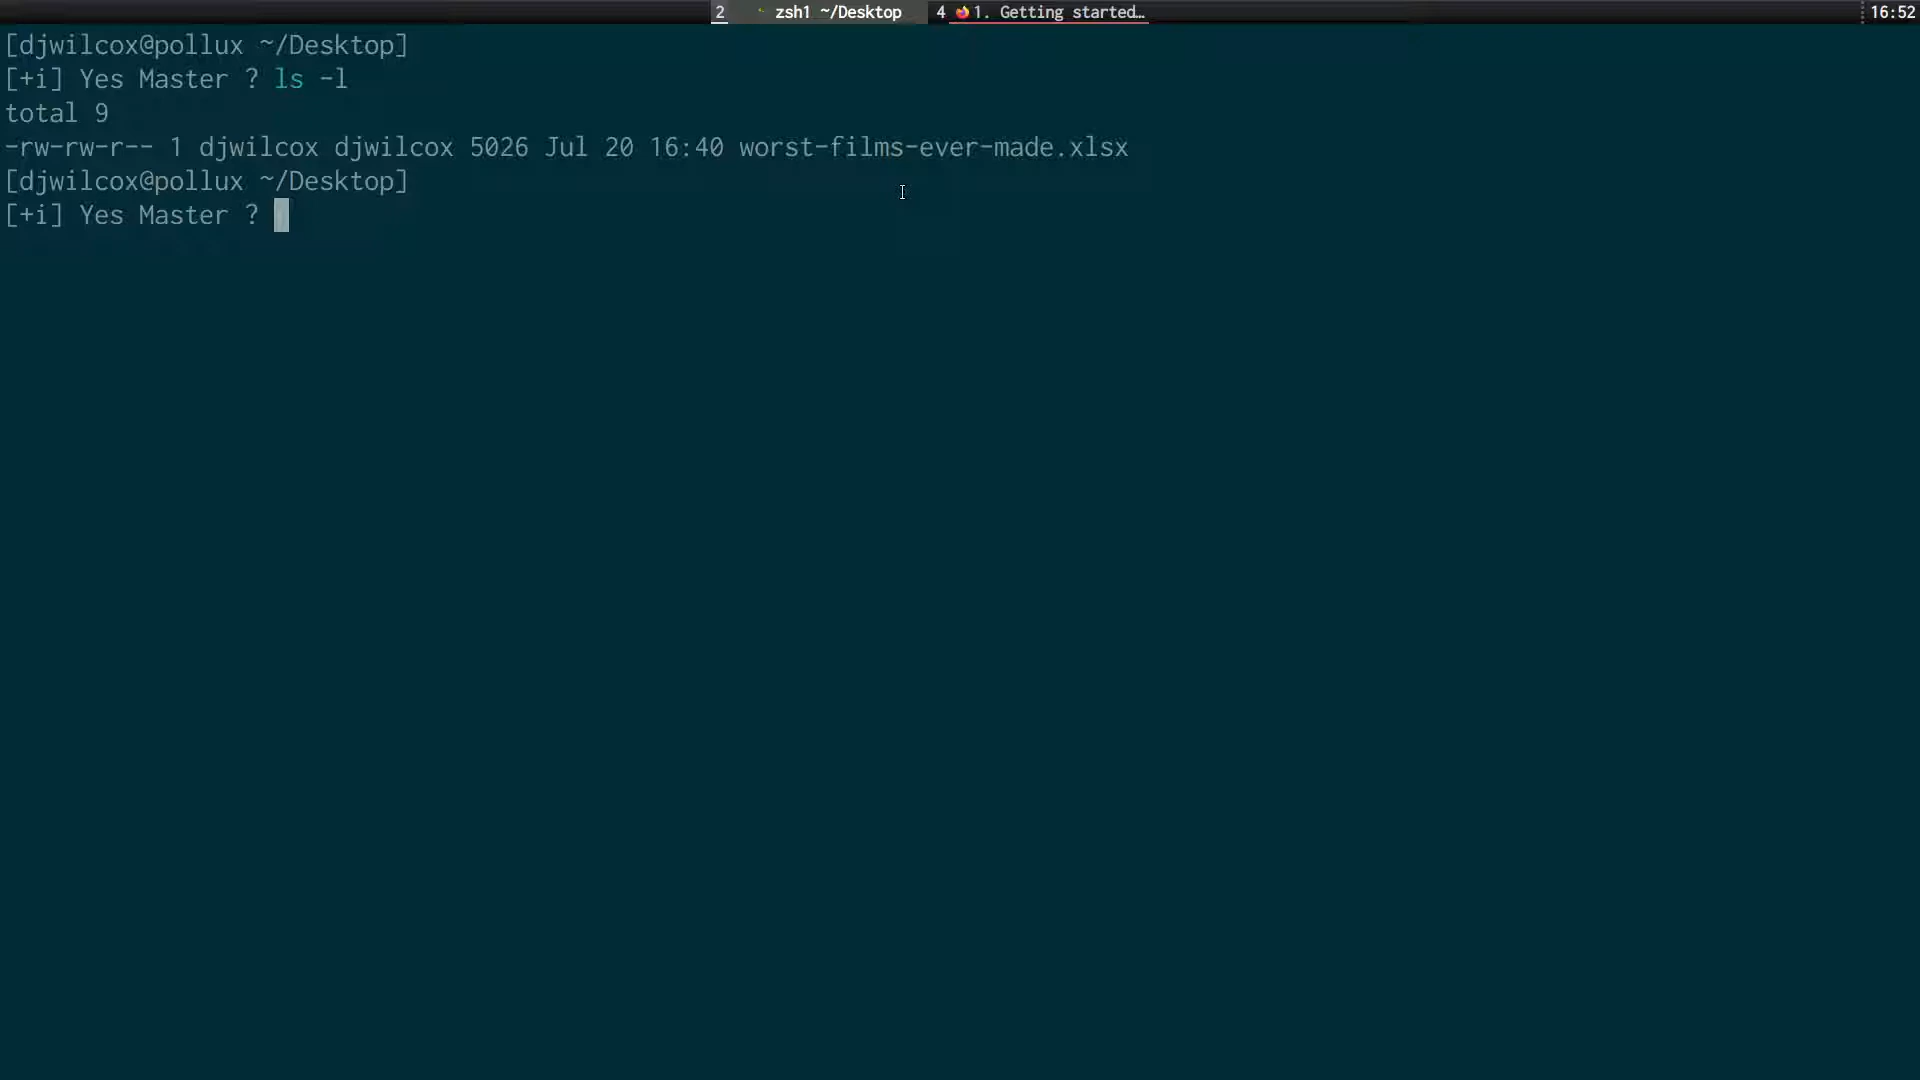 2 zsh1 ~/Desktop 4 1. Getting started… 16:52
[djwilcox@pollux ~/Desktop]
[+i] Yes Master ? ls -l
total 9
-rw-rw-r-- 1 djwilcox djwilcox 5026 Jul 20 16:40 worst-films-ever-made.xlsx
[djwilcox@pollux ~/Desktop]
[+i] Yes Master ?